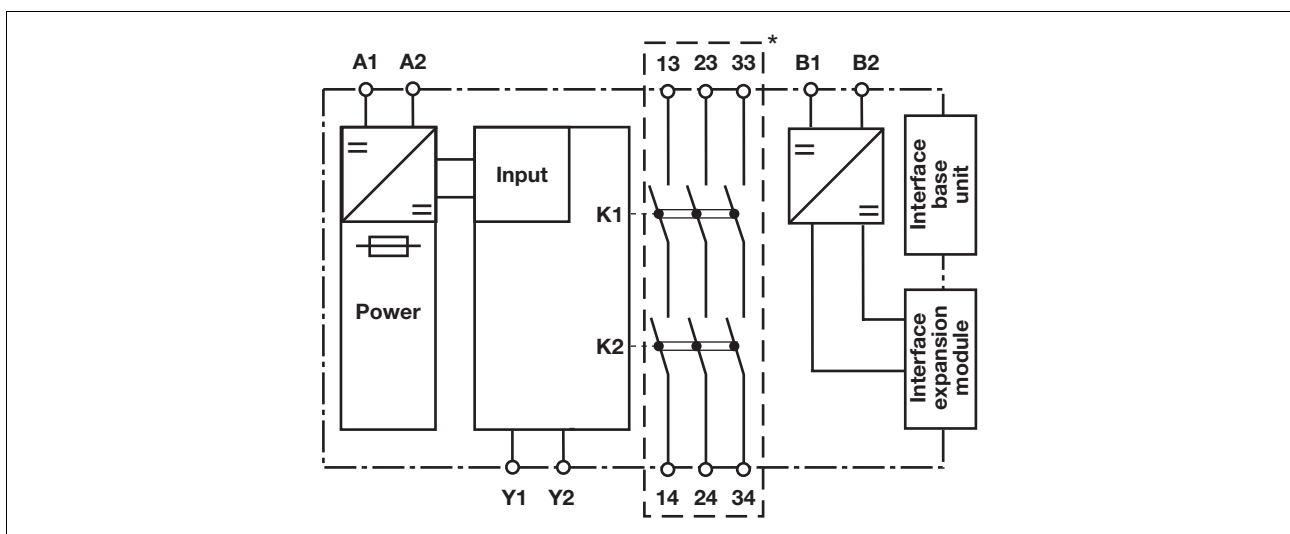 *
A1 A2 13 23 33 B1 B2
Input
Interface
base
unit
K1
Power
K2
Interface
expansion
module
Y1 Y2 14 24 34